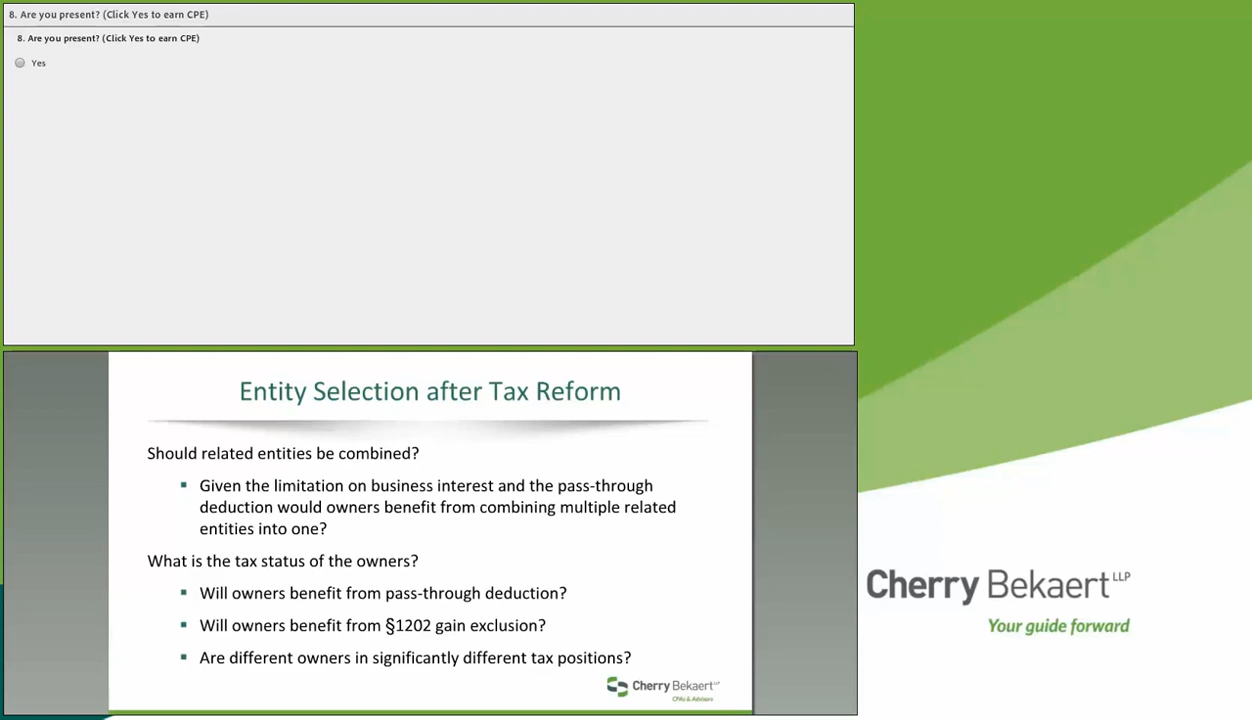 8. Are you present? (Click Yes to earn CPE)
8. Are you present? (Click Yes to earn CPE)
Yes
Entity Selection after Tax Reform
Should related entities be combined?
▪ Given the limitation on business interest and the pass-through
deduction would owners benefit from combining multiple related
entities into one?
What is the tax status of the owners?
▪ Will owners benefit from pass-through deduction?
▪ Will owners benefit from §1202 gain exclusion?
▪ Are different owners in significantly different tax positions?
Cherry Bekaert LLP
CPAs & Advisors
Cherry Bekaert LLP
Your guide forward